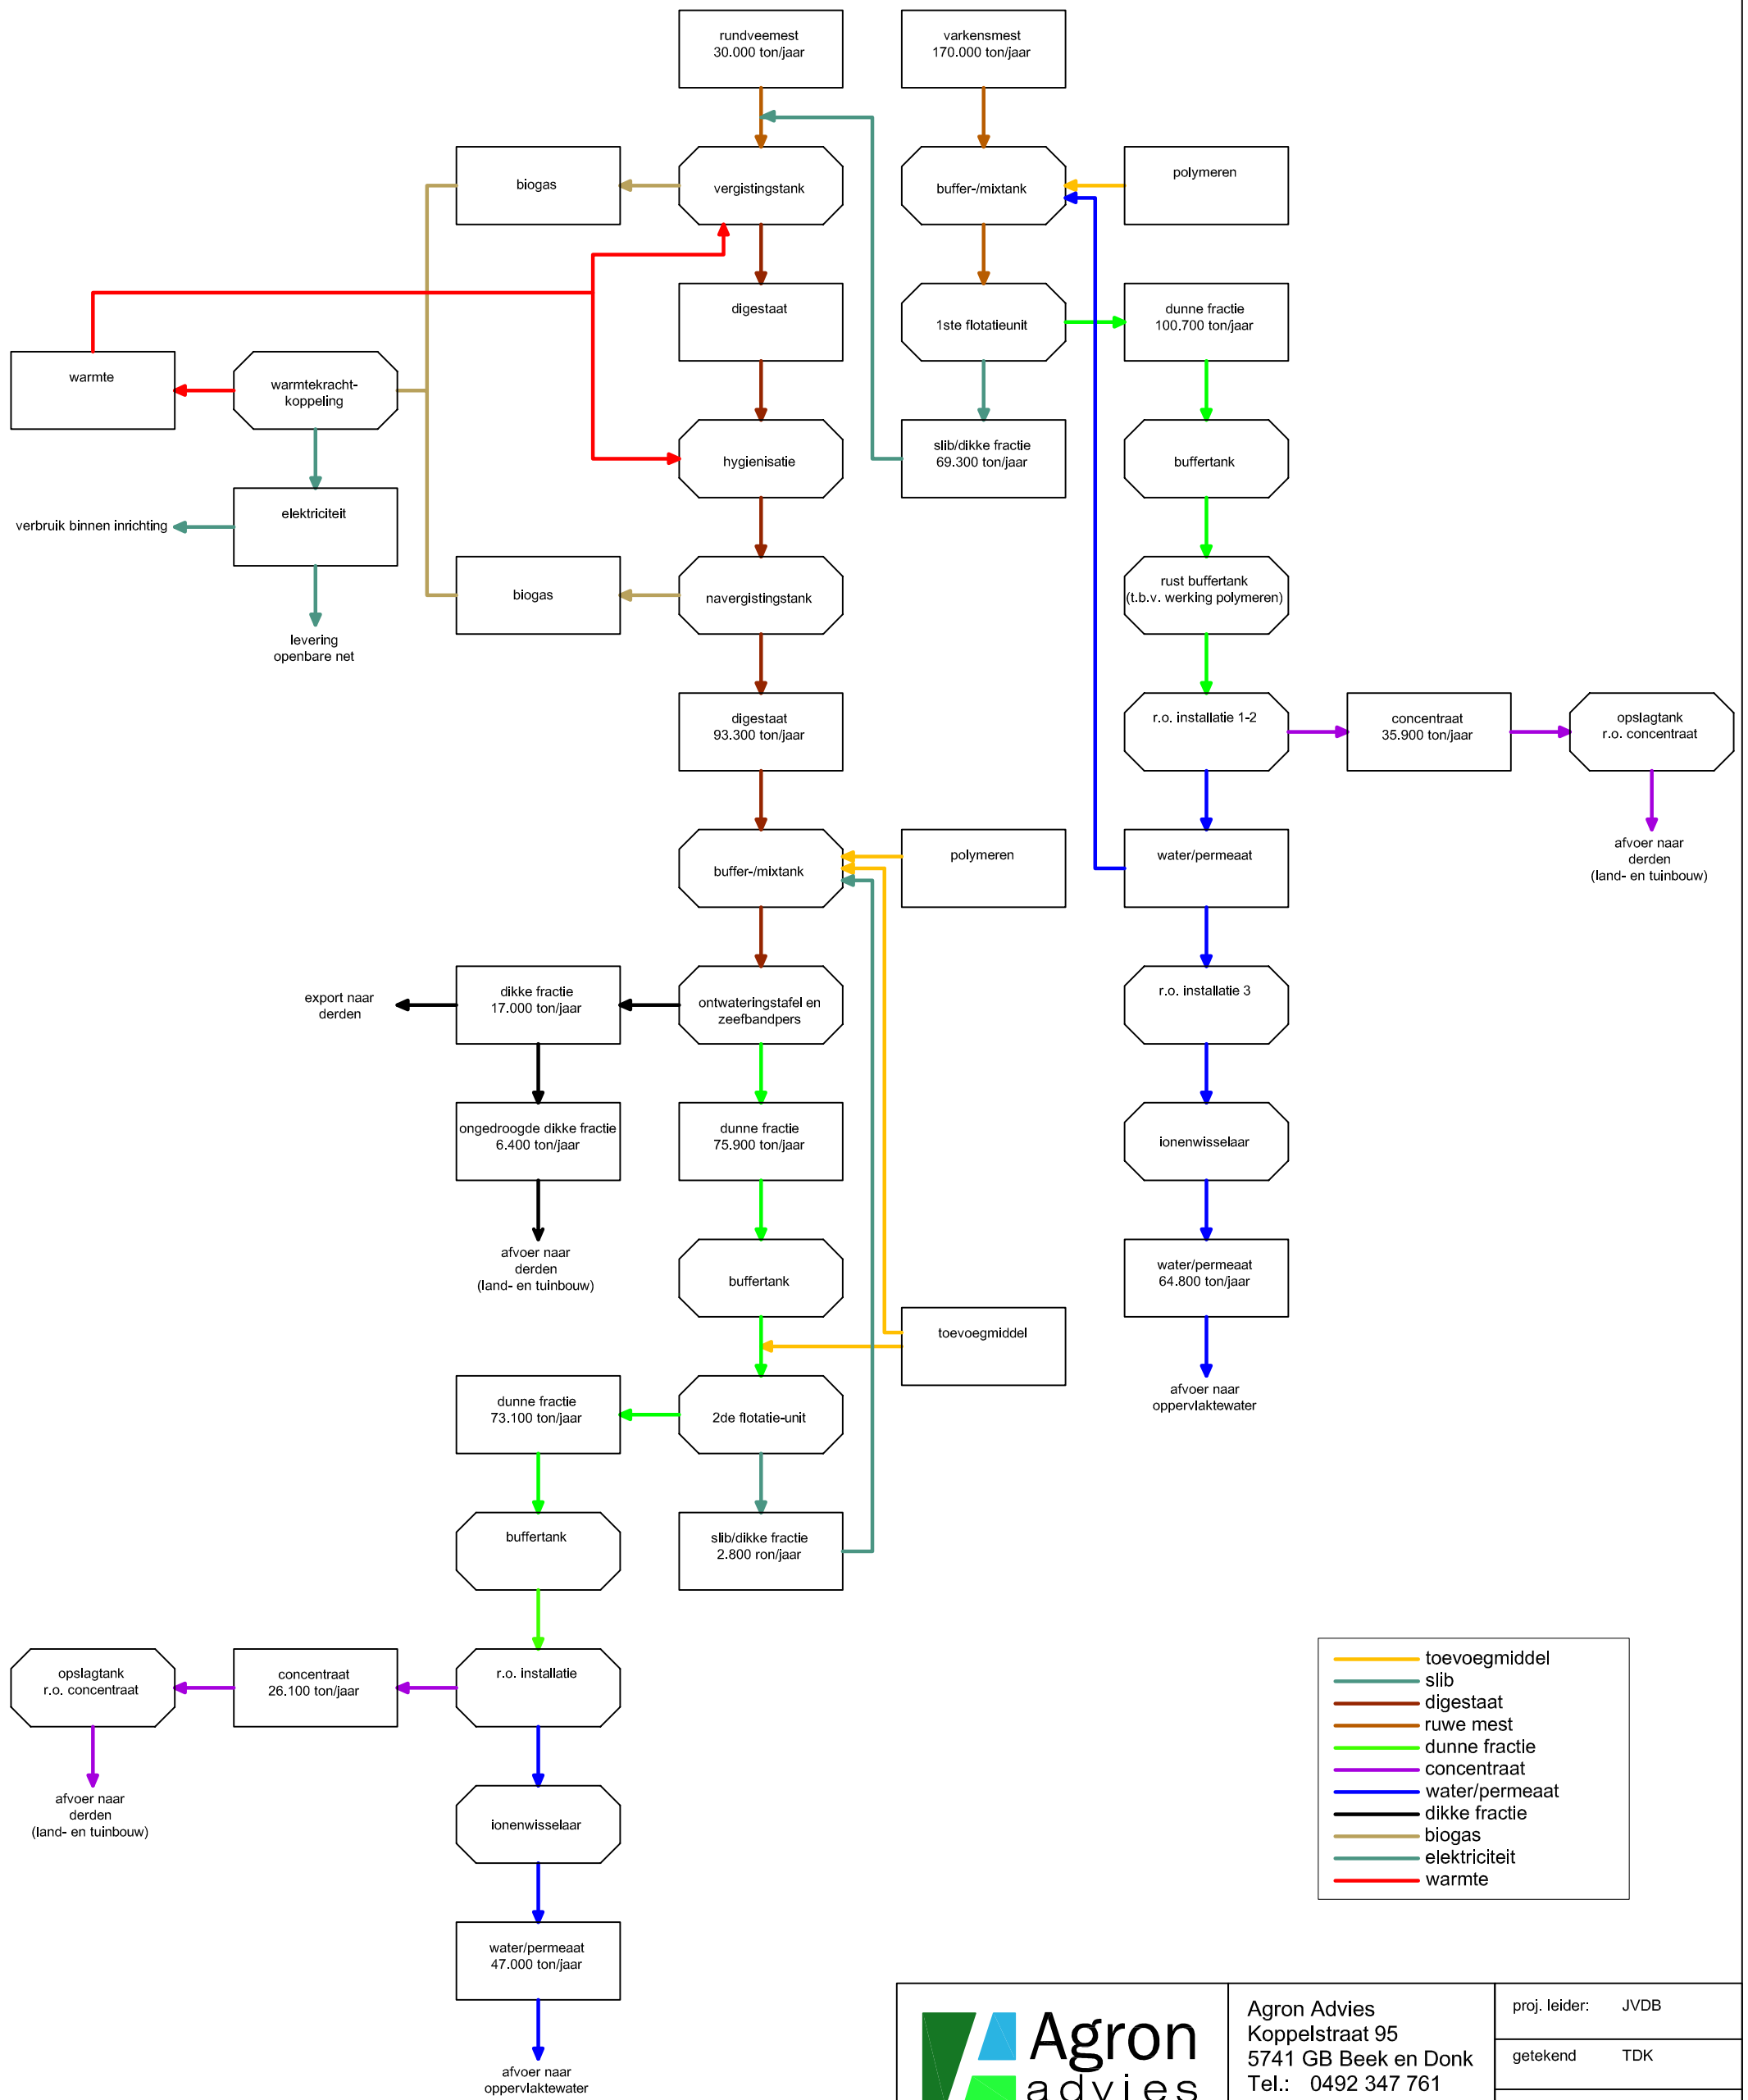 rundveemest
30.000 ton/jaar
varkensmest
170.000 ton/jaar
biogas
vergistingstank
buffer-/mixtank
polymeren
digestaat
1ste flotatieunit
dunne fractie
100.700 ton/jaar
warmte
warmtekracht-
koppeling
hygienisatie
slib/dikke fractie
69.300 ton/jaar
buffertank
verbruik binnen inrichting
elektriciteit
biogas
navergistingstank
rust buffertank
(t.b.v. werking polymeren)
levering
openbare net
digestaat
93.300 ton/jaar
r.o. installatie 1-2
concentraat
35.900 ton/jaar
opslagtank
r.o. concentraat
buffer-/mixtank
polymeren
water/permeaat
afvoer naar
derden
(land- en tuinbouw)
export naar
derden
dikke fractie
17.000 ton/jaar
ontwateringstafel en
zeefbandpers
r.o. installatie 3
ongedroogde dikke fractie
6.400 ton/jaar
dunne fractie
75.900 ton/jaar
ionenwisselaar
afvoer naar
derden
(land- en tuinbouw)
buffertank
water/permeaat
64.800 ton/jaar
toevoegmiddel
dunne fractie
73.100 ton/jaar
2de flotatie-unit
afvoer naar
oppervlaktewater
buffertank
slib/dikke fractie
2.800 ron/jaar
opslagtank
r.o. concentraat
concentraat
26.100 ton/jaar
r.o. installatie
afvoer naar
derden
(land- en tuinbouw)
ionenwisselaar
water/permeaat
47.000 ton/jaar
afvoer naar
oppervlaktewater
toevoegmiddel
slib
digestaat
ruwe mest
dunne fractie
concentraat
water/permeaat
dikke fractie
biogas
elektriciteit
warmte
Agron
advies
Agron Advies
Koppelstraat 95
5741 GB Beek en Donk
Tel.: 0492 347 761
proj. leider: JVDB
getekend TDK